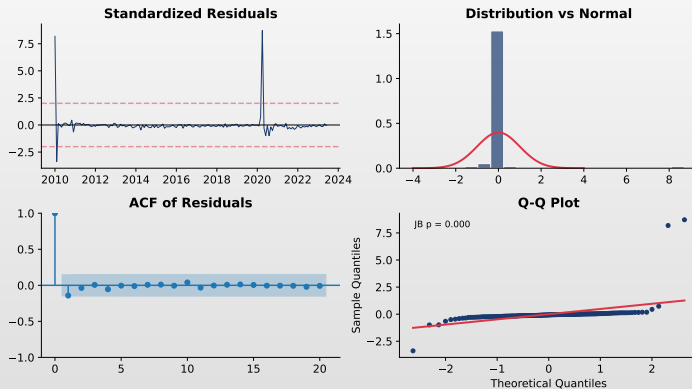 Standardized Residuals
7.5
5.0
2.5
0.0
−2.5
2010 2012 2014 2016 2018 2020 2022 2024
Distribution vs Normal
1.5
1.0
0.5
0.0
−4 −2 0 2 4 6 8
ACF of Residuals
1.0
0.5
0.0
−0.5
−1.0
0 5 10 15 20
Q-Q Plot
JB p = 0.000
Sample Quantiles
7.5
5.0
2.5
0.0
−2.5
−2 −1 0 1 2
Theoretical Quantiles